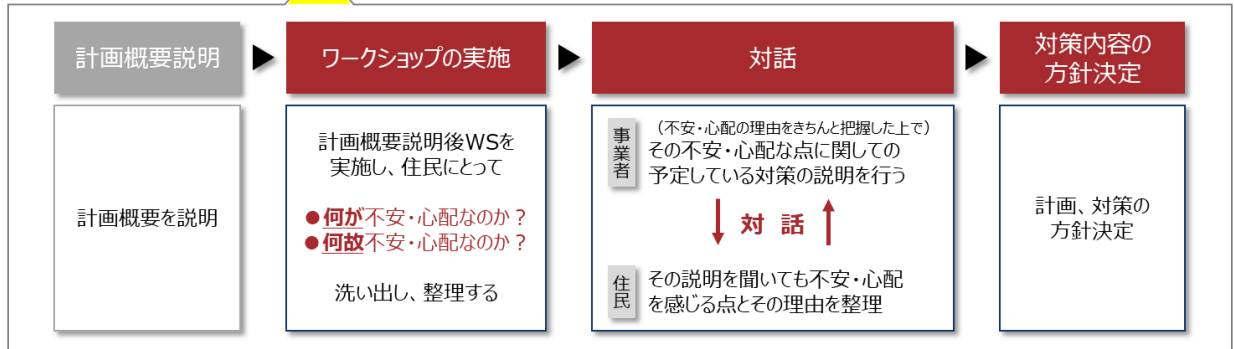 計画概要説明
ワークショップの実施
対話
対策内容の
方針決定
計画概要を説明
計画概要説明後WSを
実施し、住民にとって
●何が不安・心配なのか？
●何故不安・心配なのか？
洗い出し、整理する
事業者
（不安・心配の理由をきちんと把握した上で）
その不安・心配な点に関しての
予定している対策の説明を行う
対 話
住民
その説明を聞いても不安・心配
を感じる点とその理由を整理
計画、対策の
方針決定